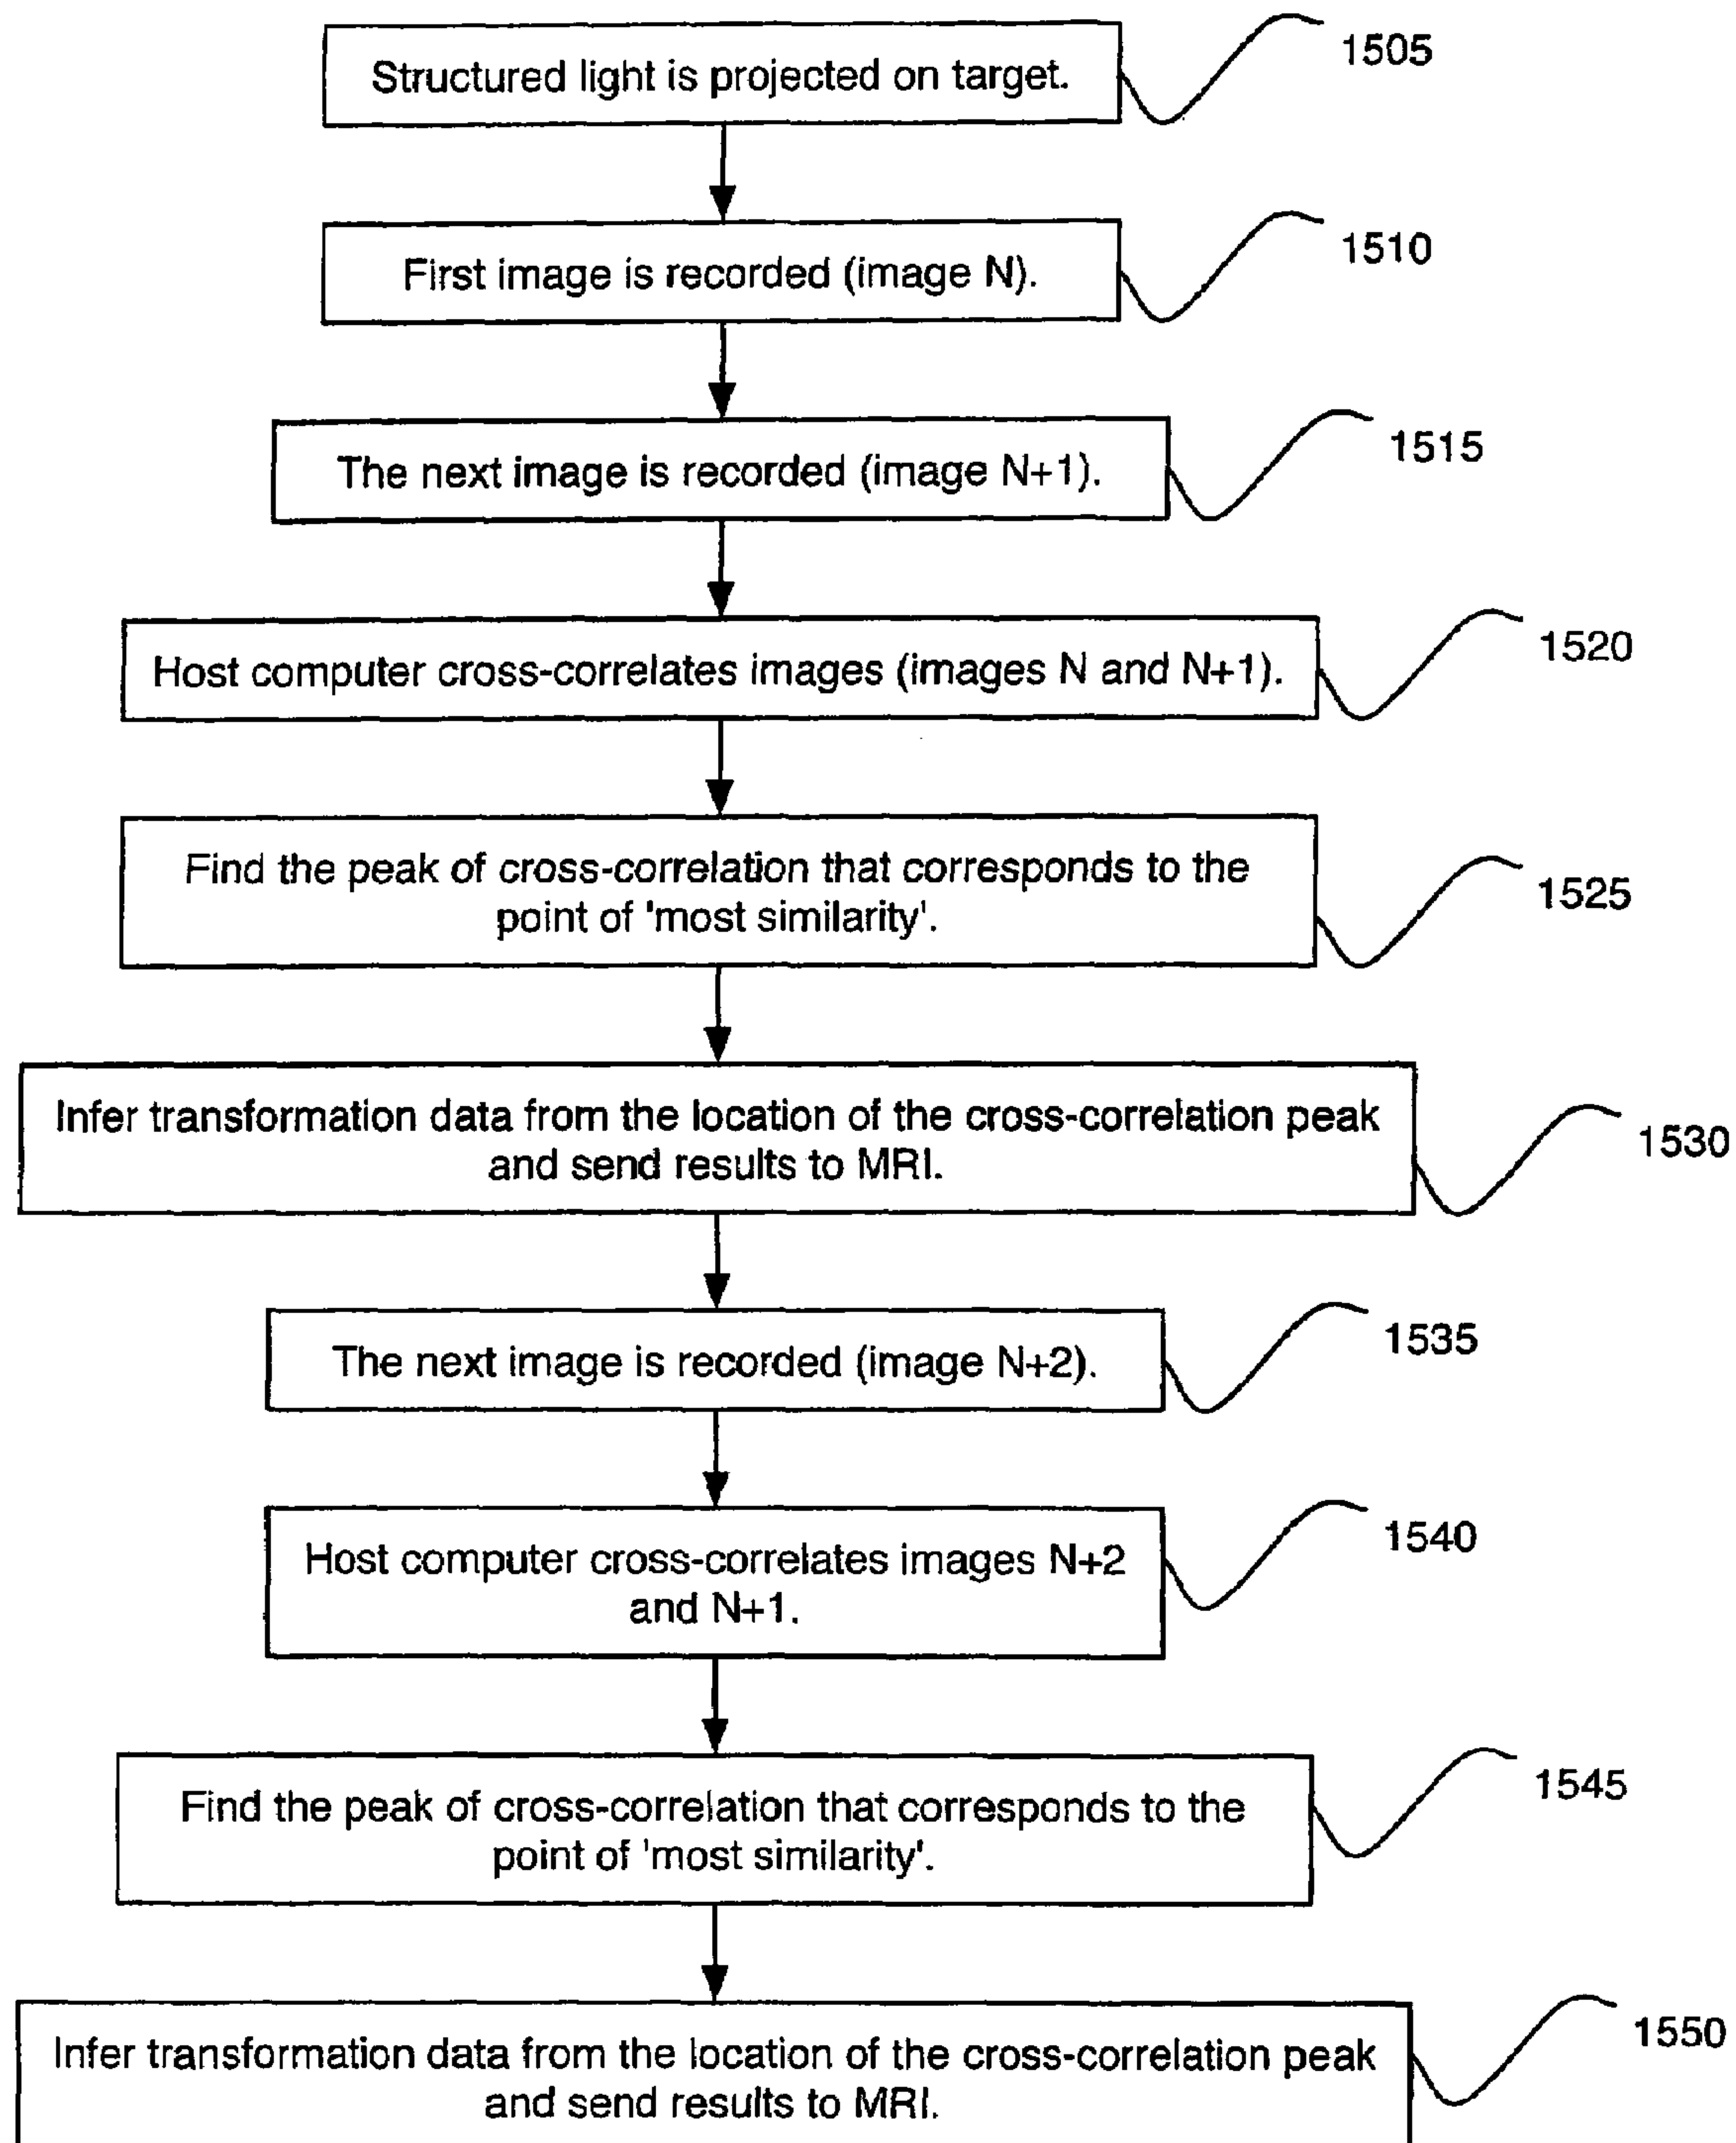 Structured light is projected on target.
1505
First image is recorded (image N).
1510
The next image is recorded (image N+1).
1515
Host computer cross-correlates images (images N and N+1).
1520
Find the peak of cross-correlation that corresponds to the
point of 'most similarity'.
1525
Infer transformation data from the location of the cross-correlation peak
and send results to MRI.
1530
The next image is recorded (image N+2).
1535
Host computer cross-correlates images N+2
and N+1.
1540
Find the peak of cross-correlation that corresponds to the
point of 'most similarity'.
1545
Infer transformation data from the location of the cross-correlation peak
and send results to MRI.
1550